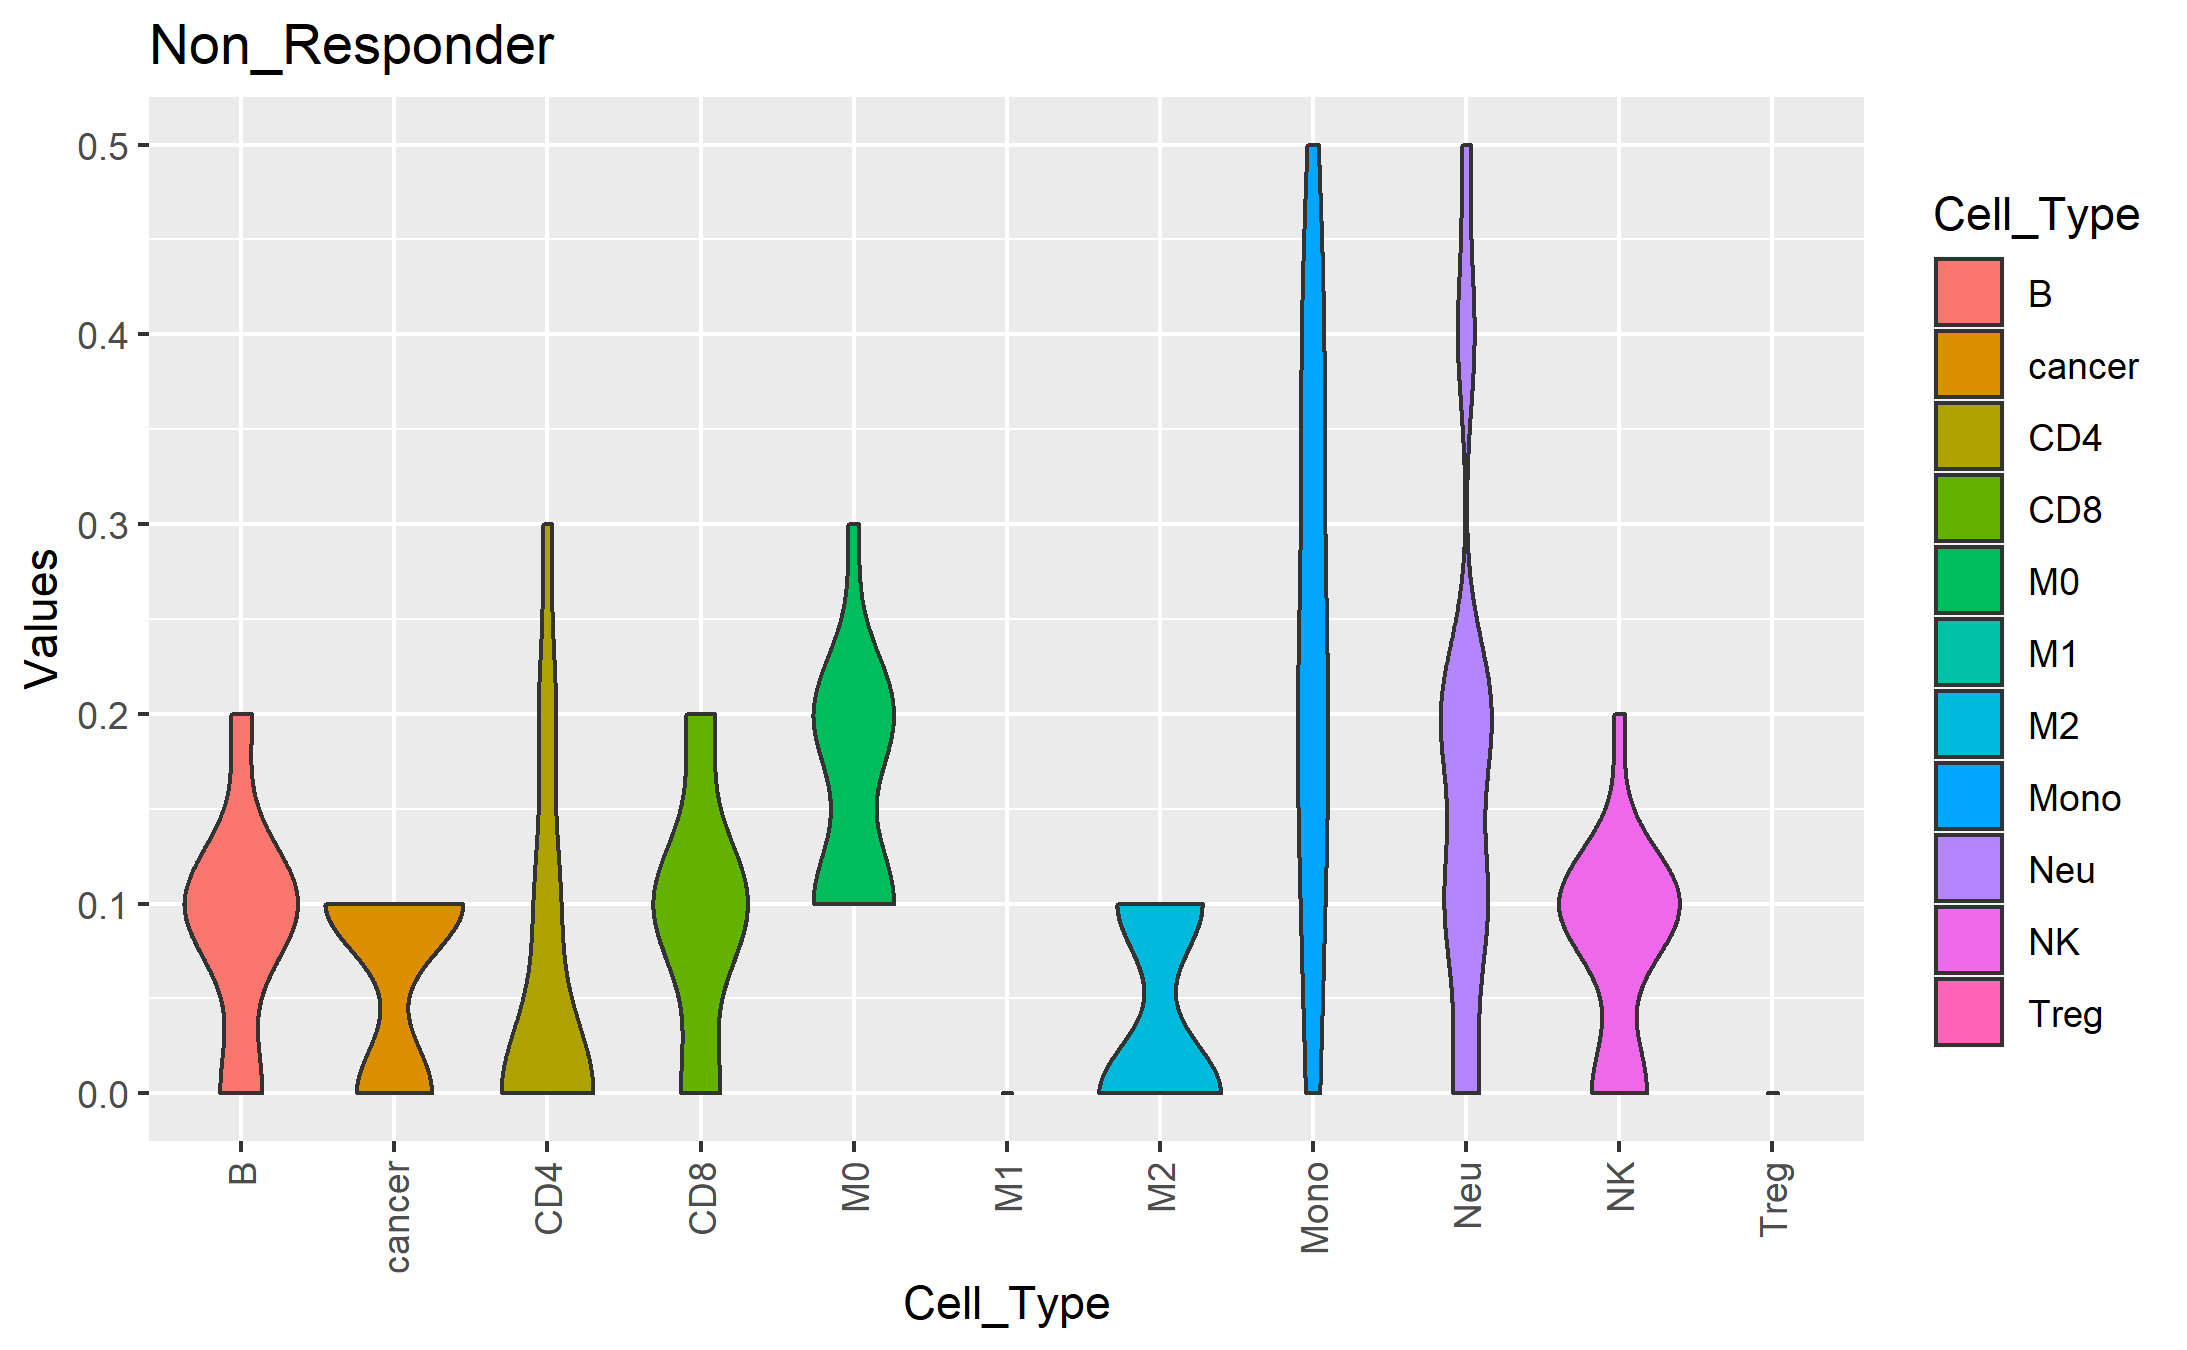 Non_Responder
Values
0.5
0.4
0.3
0.2
0.1
0.0
B
cancer
CD4
CD8
M0
M1
M2
Mono
Neu
NK
Treg
Cell_Type
Cell_Type
B
cancer
CD4
CD8
M0
M1
M2
Mono
Neu
NK
Treg